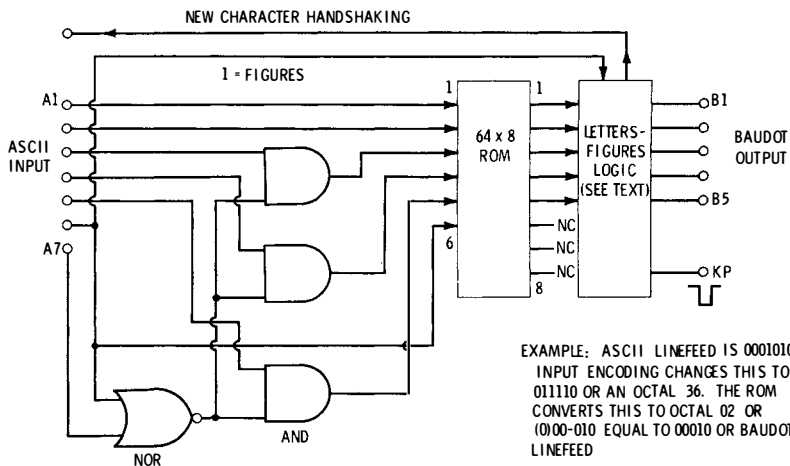 NEW CHARACTER HANDSHAKING
1 = FIGURES
A1
ASCII
INPUT
A7
1
6
64 x 8
ROM
1
NC
NC
NC
8
LETTERS-
FIGURES
LOGIC
(SEE TEXT)
B1
BAUDOT
OUTPUT
B5
KP
NOR
AND
EXAMPLE: ASCII LINEFEED IS 0001010
INPUT ENCODING CHANGES THIS TO
011110 OR AN OCTAL 36. THE ROM
CONVERTS THIS TO OCTAL 02 OR
(0)00-010 EQUAL TO 00010 OR BAUDOT
LINEFEED